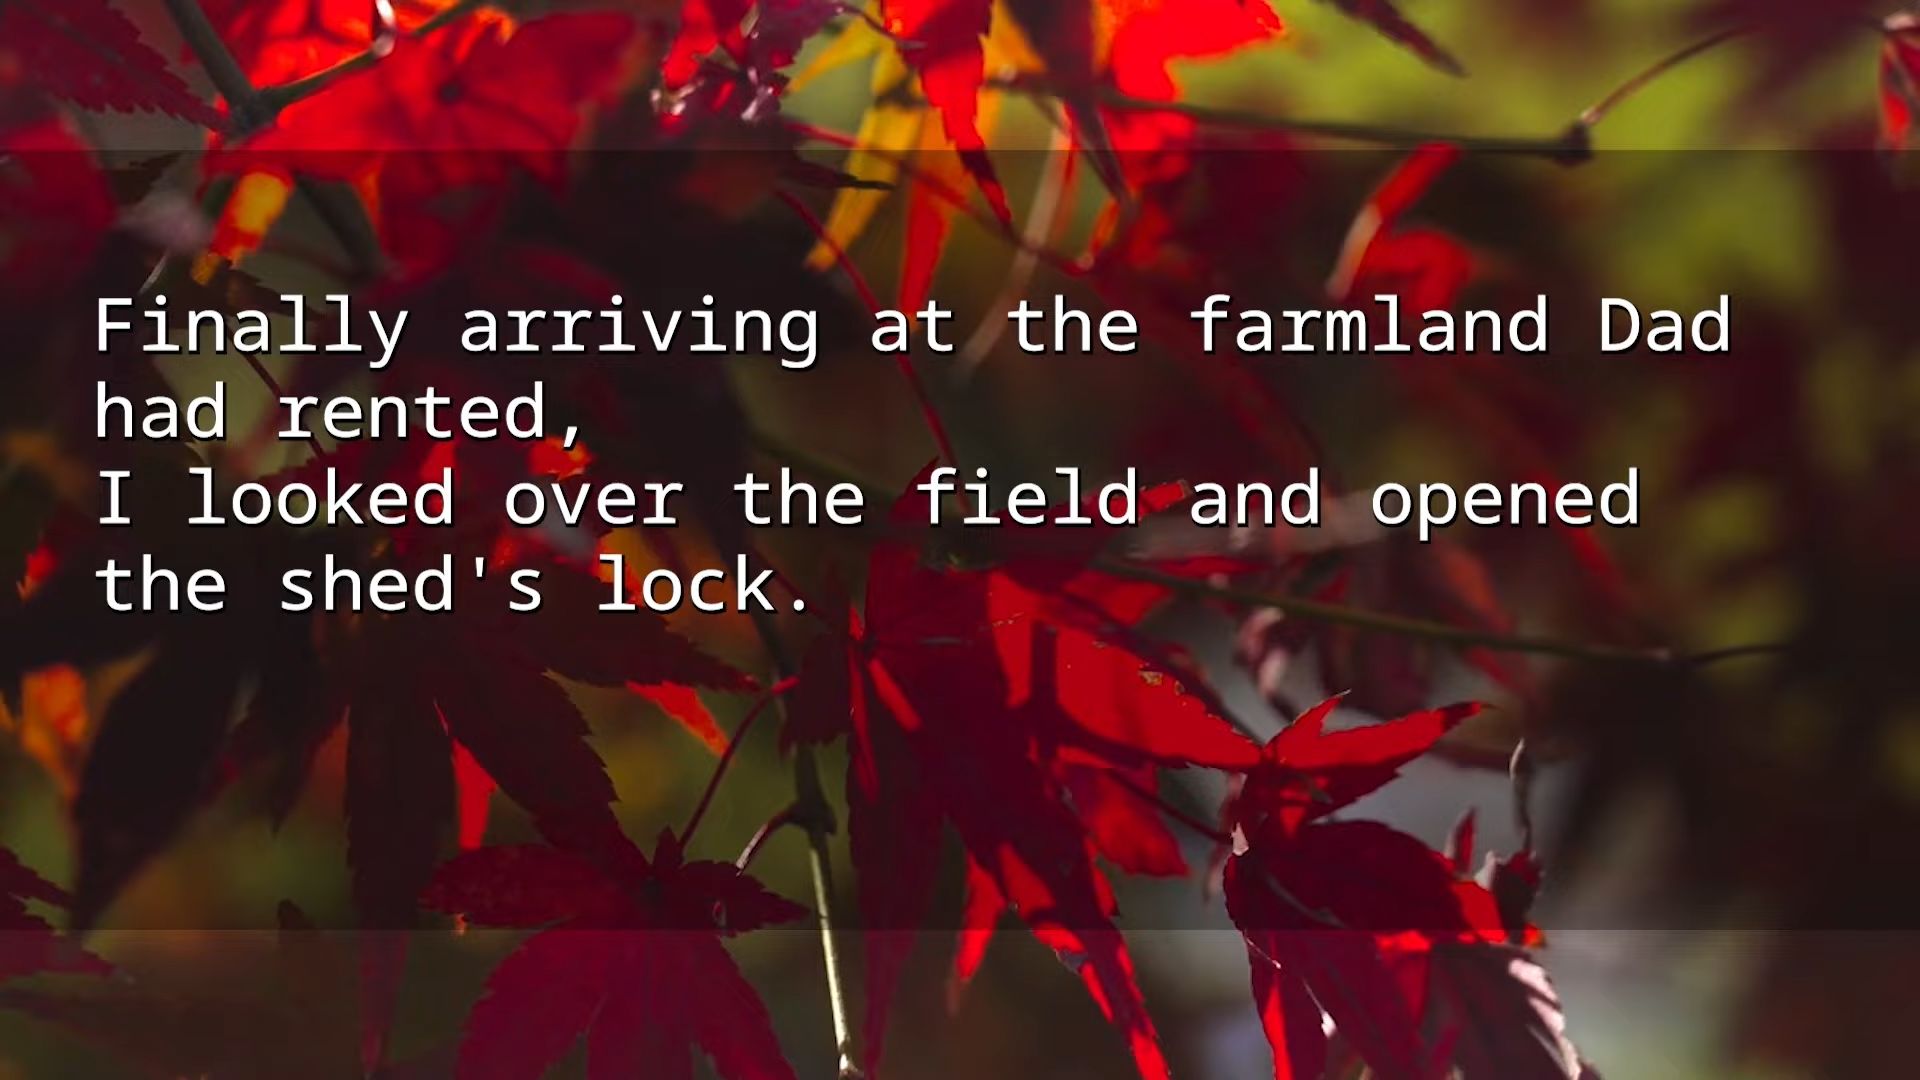 Finally arriving at the farmland Dad
had rented,
I looked over the field and opened
the shed's lock.